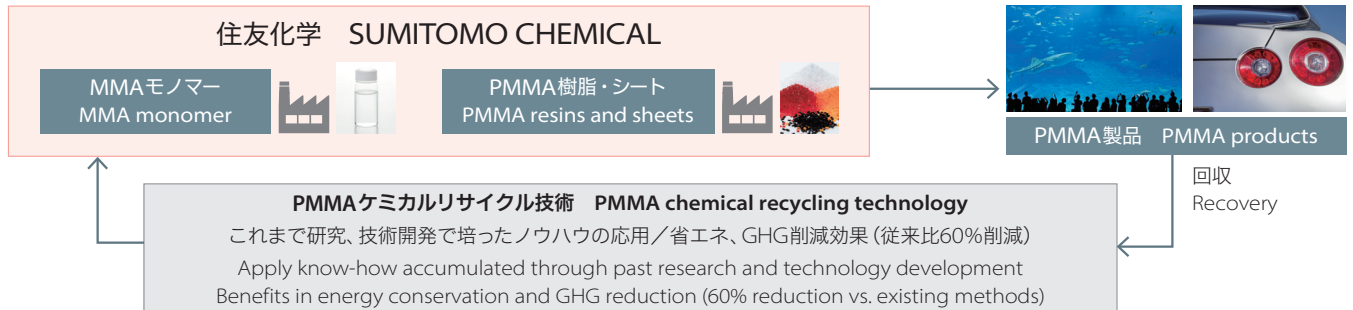 住友化学 SUMITOMO CHEMICAL
MMAモノマー
MMA monomer
PMMA樹脂・シート
PMMA resins and sheets
PMMA製品 PMMA products
回収
Recovery
PMMAケミカルリサイクル技術 PMMA chemical recycling technology
これまで研究、技術開発で培ったノウハウの応用／省エネ、GHG削減効果（従来比60％削減）
Apply know-how accumulated through past research and technology development
Benefits in energy conservation and GHG reduction (60% reduction vs. existing methods)